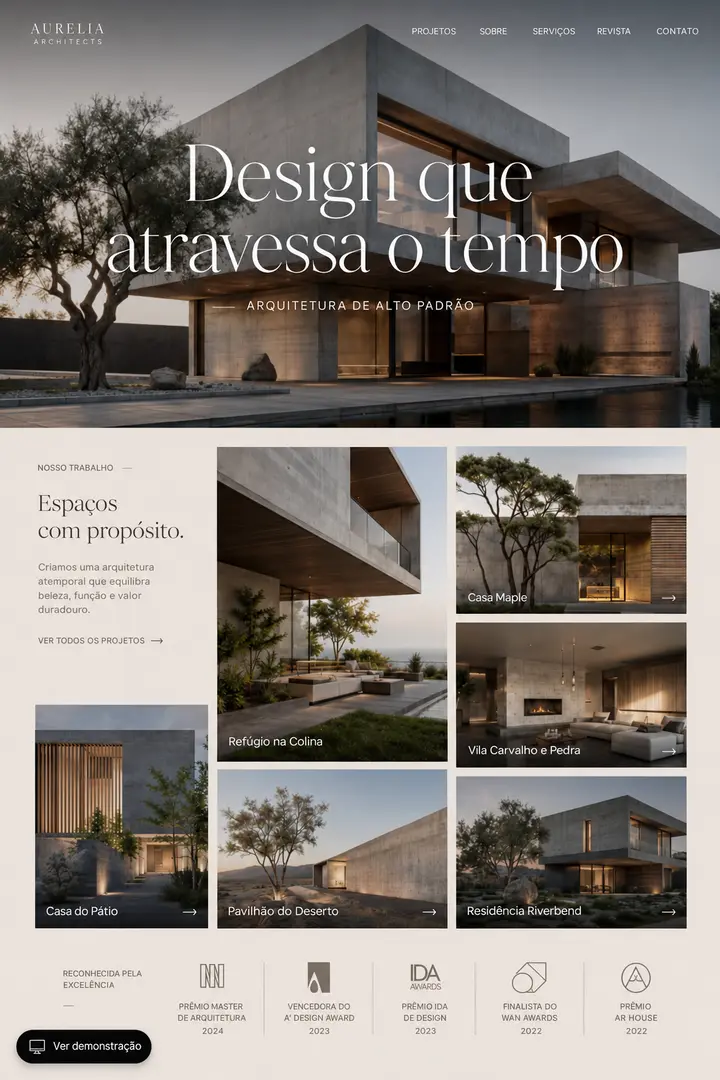 AURELIA
ARCHITECTS
PROJETOS SOBRE SERVIÇOS REVISTA CONTATO
Design que
atravessa o tempo
ARQUITETURA DE ALTO PADRÃO
NOSSO TRABALHO
Espaços
com propósito.
Criamos uma arquitetura
atemporal que equilibra
beleza, função e valor
duradouro.
VER TODOS OS PROJETOS
Refúgio na Colina
Casa Maple
Vila Carvalho e Pedra
Casa do Pátio
Pavilhão do Deserto
Residência Riverbend
RECONHECIDA PELA
EXCELÊNCIA
PRÊMIO MASTER
DE ARQUITETURA
2024
VENCEDORA DO
A' DESIGN AWARD
2023
IDA
AWARDS
PRÊMIO IDA
DE DESIGN
2023
FINALISTA DO
WAN AWARDS
2022
PRÊMIO
AR HOUSE
2022
Ver demonstração